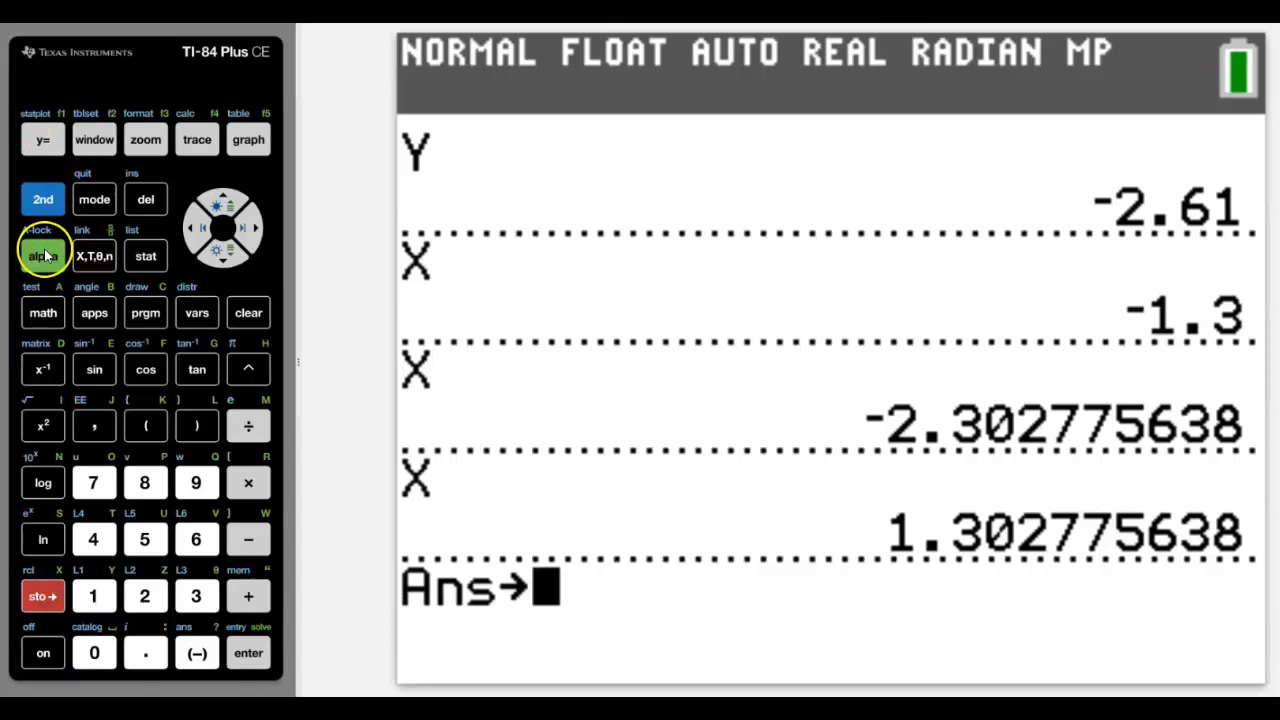 TEXAS INSTRUMENTS TI-84 Plus CE
statplot f1 tblset f2 format f3 calc f4 table f5
y= window zoom trace graph
quit ins
2nd mode del
A-lock link list
alpha X,T,θ,n stat
test A angle B draw C distr
math apps prgm vars clear
matrix D sin⁻¹ E cos⁻¹ F tan⁻¹ G π H
x⁻¹ sin cos tan ^
√ I EE J { K } L e M
x² , ( ) ÷
10ˣ N u O v P w Q [ R
log 7 8 9 ×
eˣ S L4 T L5 U L6 V ] W
ln 4 5 6 −
rcl X L1 Y L2 Z L3 θ mem "
sto→ 1 2 3 +
off catalog ⎵ i : ans ? entry solve
on 0 . (−) enter
NORMAL FLOAT AUTO REAL RADIAN MP
Y
-2.61
X
-1.3
X
-2.302775638
X
1.302775638
Ans→